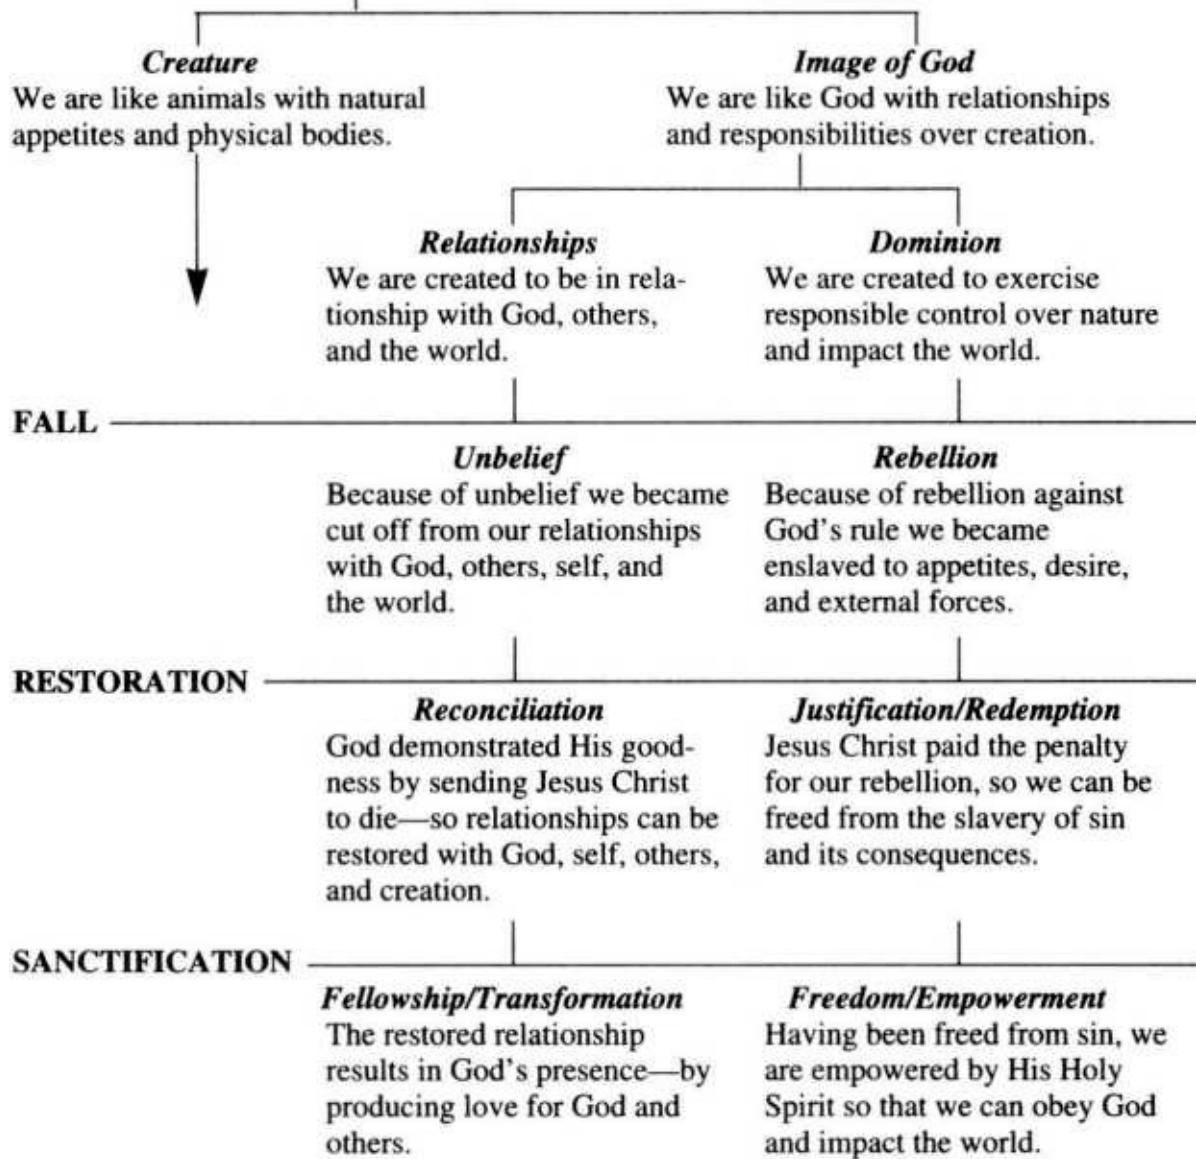 Creature
We are like animals with natural
appetites and physical bodies.
Image of God
We are like God with relationships
and responsibilities over creation.
Relationships
We are created to be in rela-
tionship with God, others,
and the world.
Dominion
We are created to exercise
responsible control over nature
and impact the world.
FALL
Unbelief
Because of unbelief we became
cut off from our relationships
with God, others, self, and
the world.
Rebellion
Because of rebellion against
God's rule we became
enslaved to appetites, desire,
and external forces.
RESTORATION
Reconciliation
God demonstrated His good-
ness by sending Jesus Christ
to die—so relationships can be
restored with God, self, others,
and creation.
Justification/Redemption
Jesus Christ paid the penalty
for our rebellion, so we can be
freed from the slavery of sin
and its consequences.
SANCTIFICATION
Fellowship/Transformation
The restored relationship
results in God's presence—by
producing love for God and
others.
Freedom/Empowerment
Having been freed from sin, we
are empowered by His Holy
Spirit so that we can obey God
and impact the world.